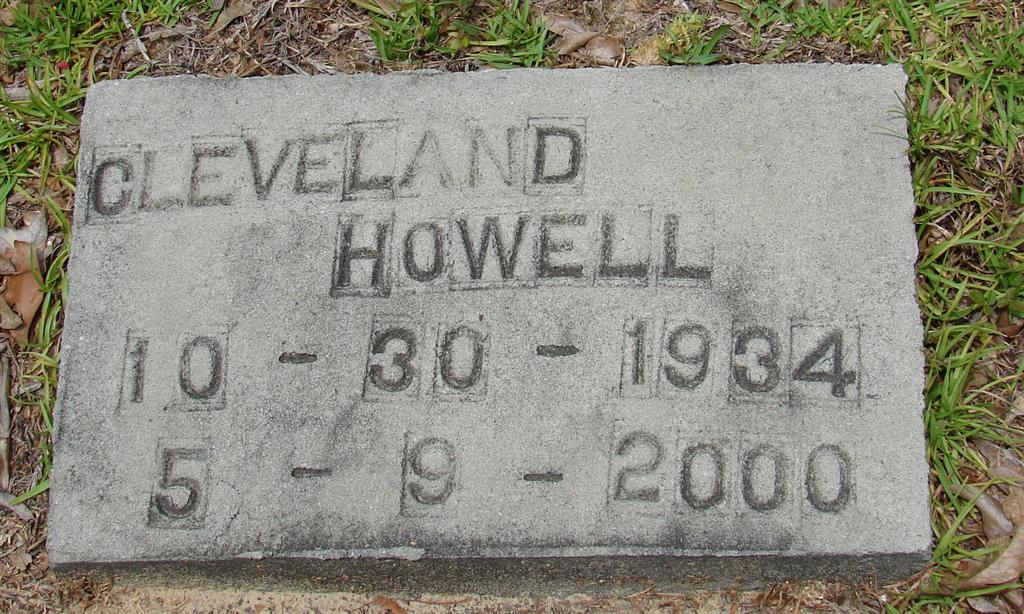 CLEVELAND
HOWELL
10 - 30 - 1934
5 - 9 - 2000